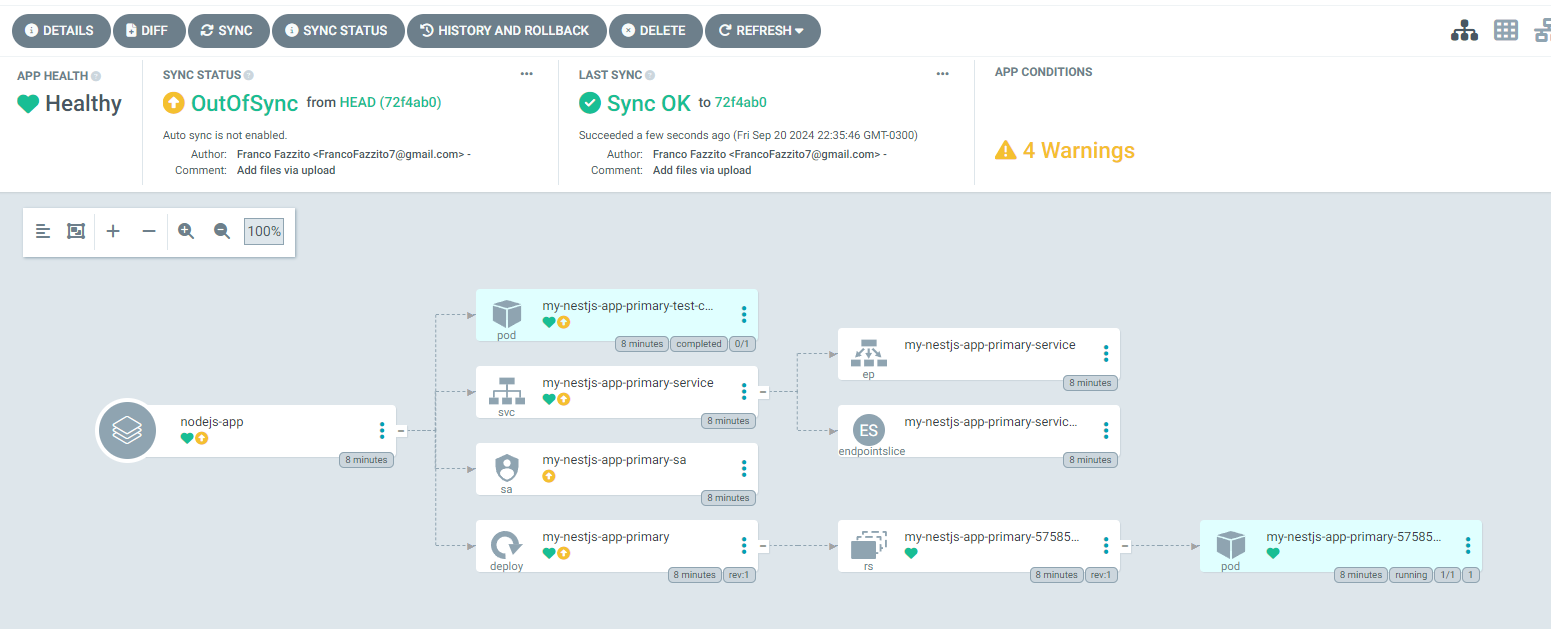 DETAILS
DIFF
SYNC
SYNC STATUS
HISTORY AND ROLLBACK
DELETE
REFRESH
APP HEALTH
Healthy
SYNC STATUS
OutOfSync from HEAD (72f4ab0)
Auto sync is not enabled.
Author: Franco Fazzito <FrancoFazzito7@gmail.com> -
Comment: Add files via upload
LAST SYNC
Sync OK to 72f4ab0
Succeeded a few seconds ago (Fri Sep 20 2024 22:35:46 GMT-0300)
Author: Franco Fazzito <FrancoFazzito7@gmail.com> -
Comment: Add files via upload
APP CONDITIONS
4 Warnings
100%
nodejs-app
8 minutes
my-nestjs-app-primary-test-c...
pod
8 minutes completed 0/1
my-nestjs-app-primary-service
svc
8 minutes
my-nestjs-app-primary-sa
sa
8 minutes
my-nestjs-app-primary
deploy
8 minutes rev:1
my-nestjs-app-primary-service
ep
8 minutes
ES
my-nestjs-app-primary-servic...
endpointslice
8 minutes
my-nestjs-app-primary-57585...
rs
8 minutes rev:1
my-nestjs-app-primary-57585...
pod
8 minutes running 1/1 1